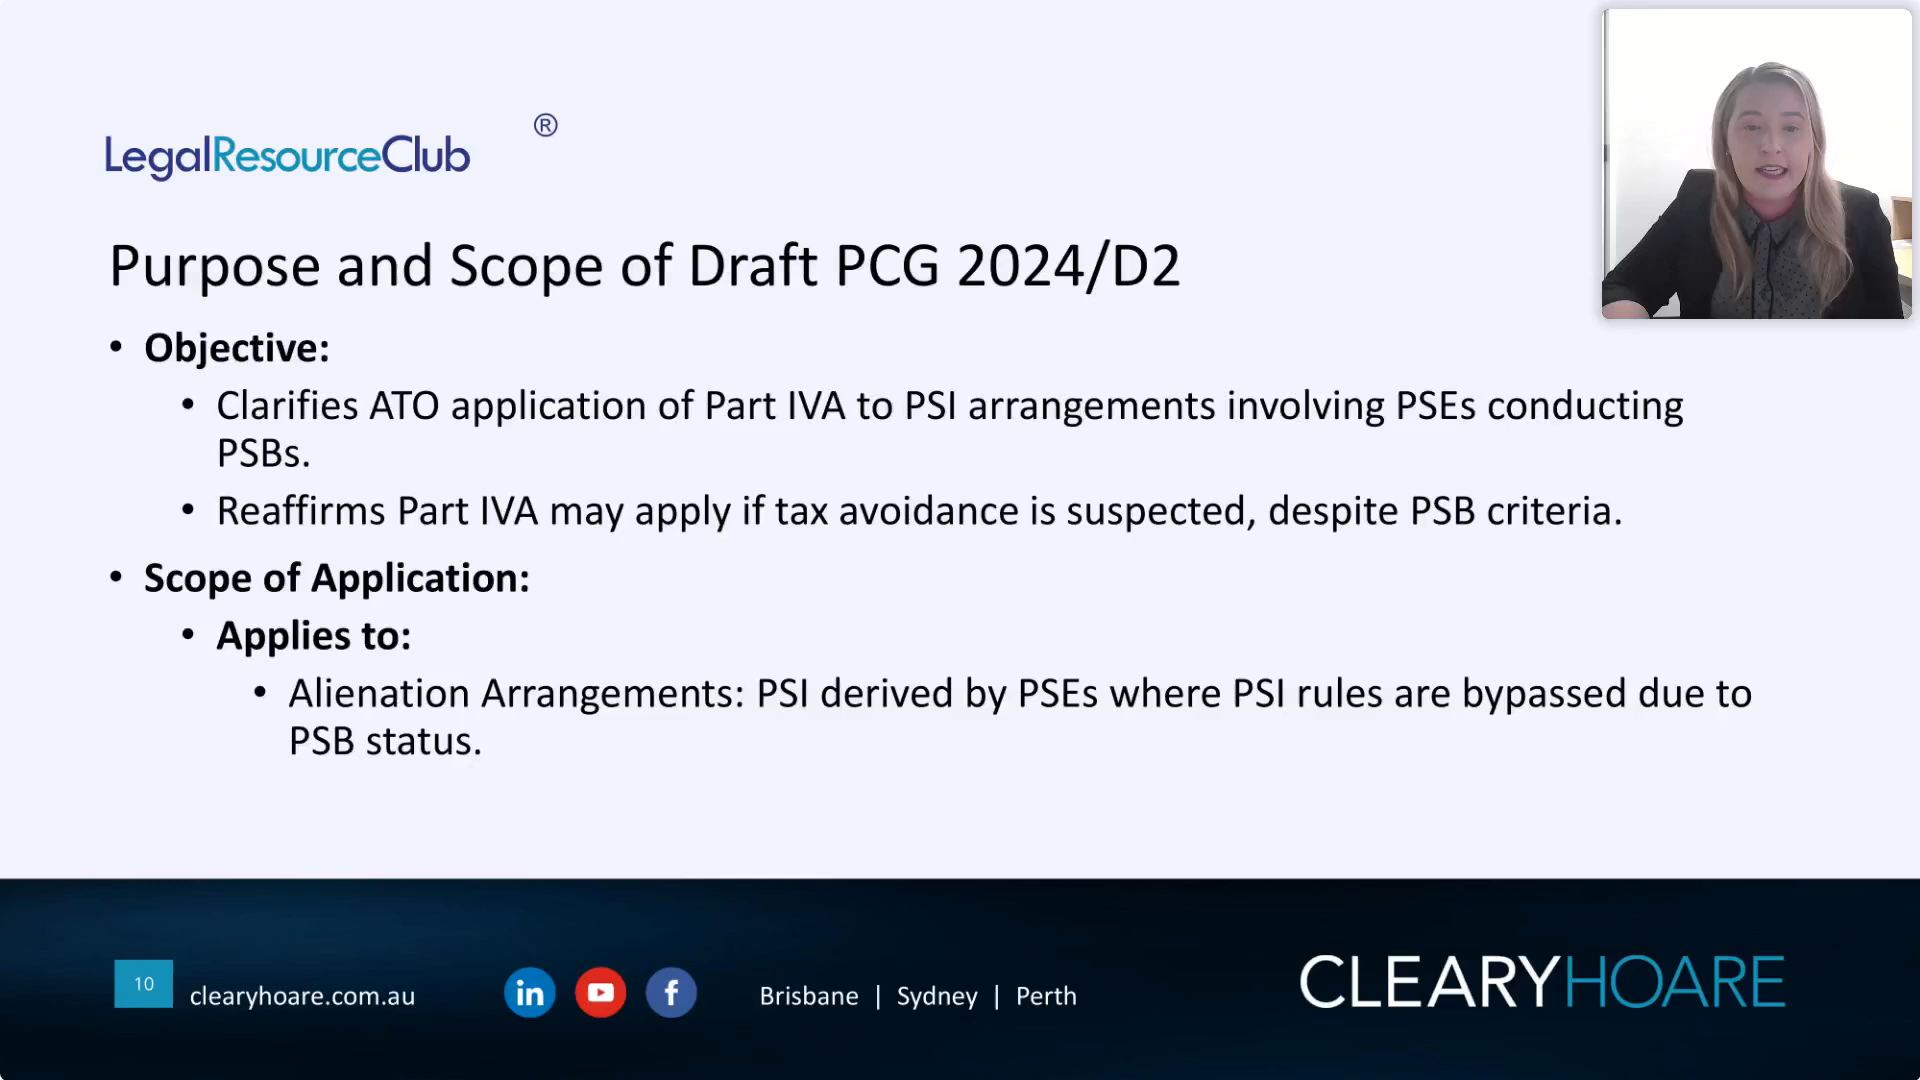 LegalResourceClub ®
Purpose and Scope of Draft PCG 2024/D2
• Objective:
• Clarifies ATO application of Part IVA to PSI arrangements involving PSEs conducting
PSBs.
• Reaffirms Part IVA may apply if tax avoidance is suspected, despite PSB criteria.
• Scope of Application:
• Applies to:
• Alienation Arrangements: PSI derived by PSEs where PSI rules are bypassed due to
PSB status.
10 clearyhoare.com.au in f Brisbane | Sydney | Perth CLEARYHOARE